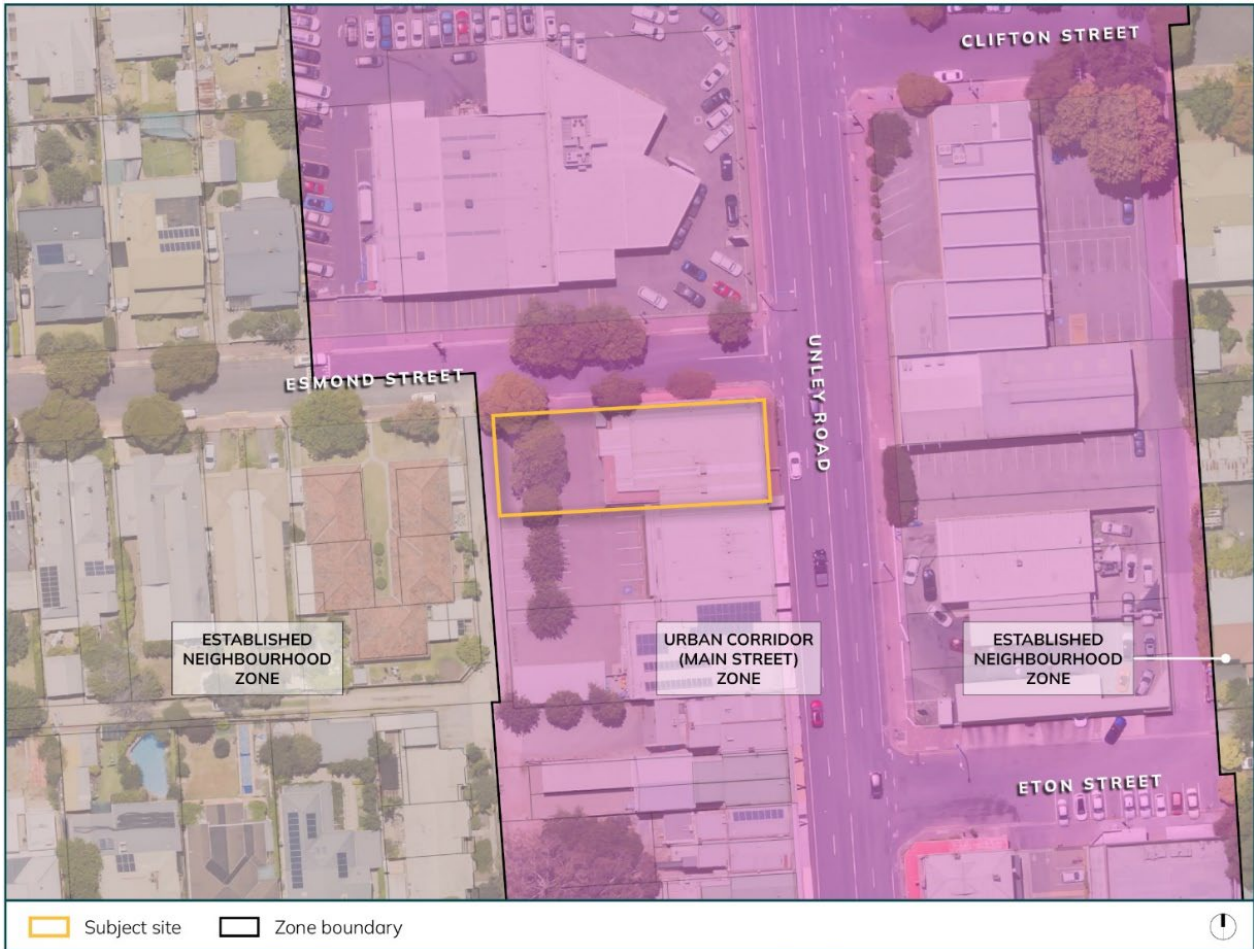 CLIFTON STREET
UNLEY ROAD
ESMOND STREET
ESTABLISHED
NEIGHBOURHOOD
ZONE
URBAN CORRIDOR
(MAIN STREET)
ZONE
ESTABLISHED
NEIGHBOURHOOD
ZONE
ETON STREET
Subject site
Zone boundary